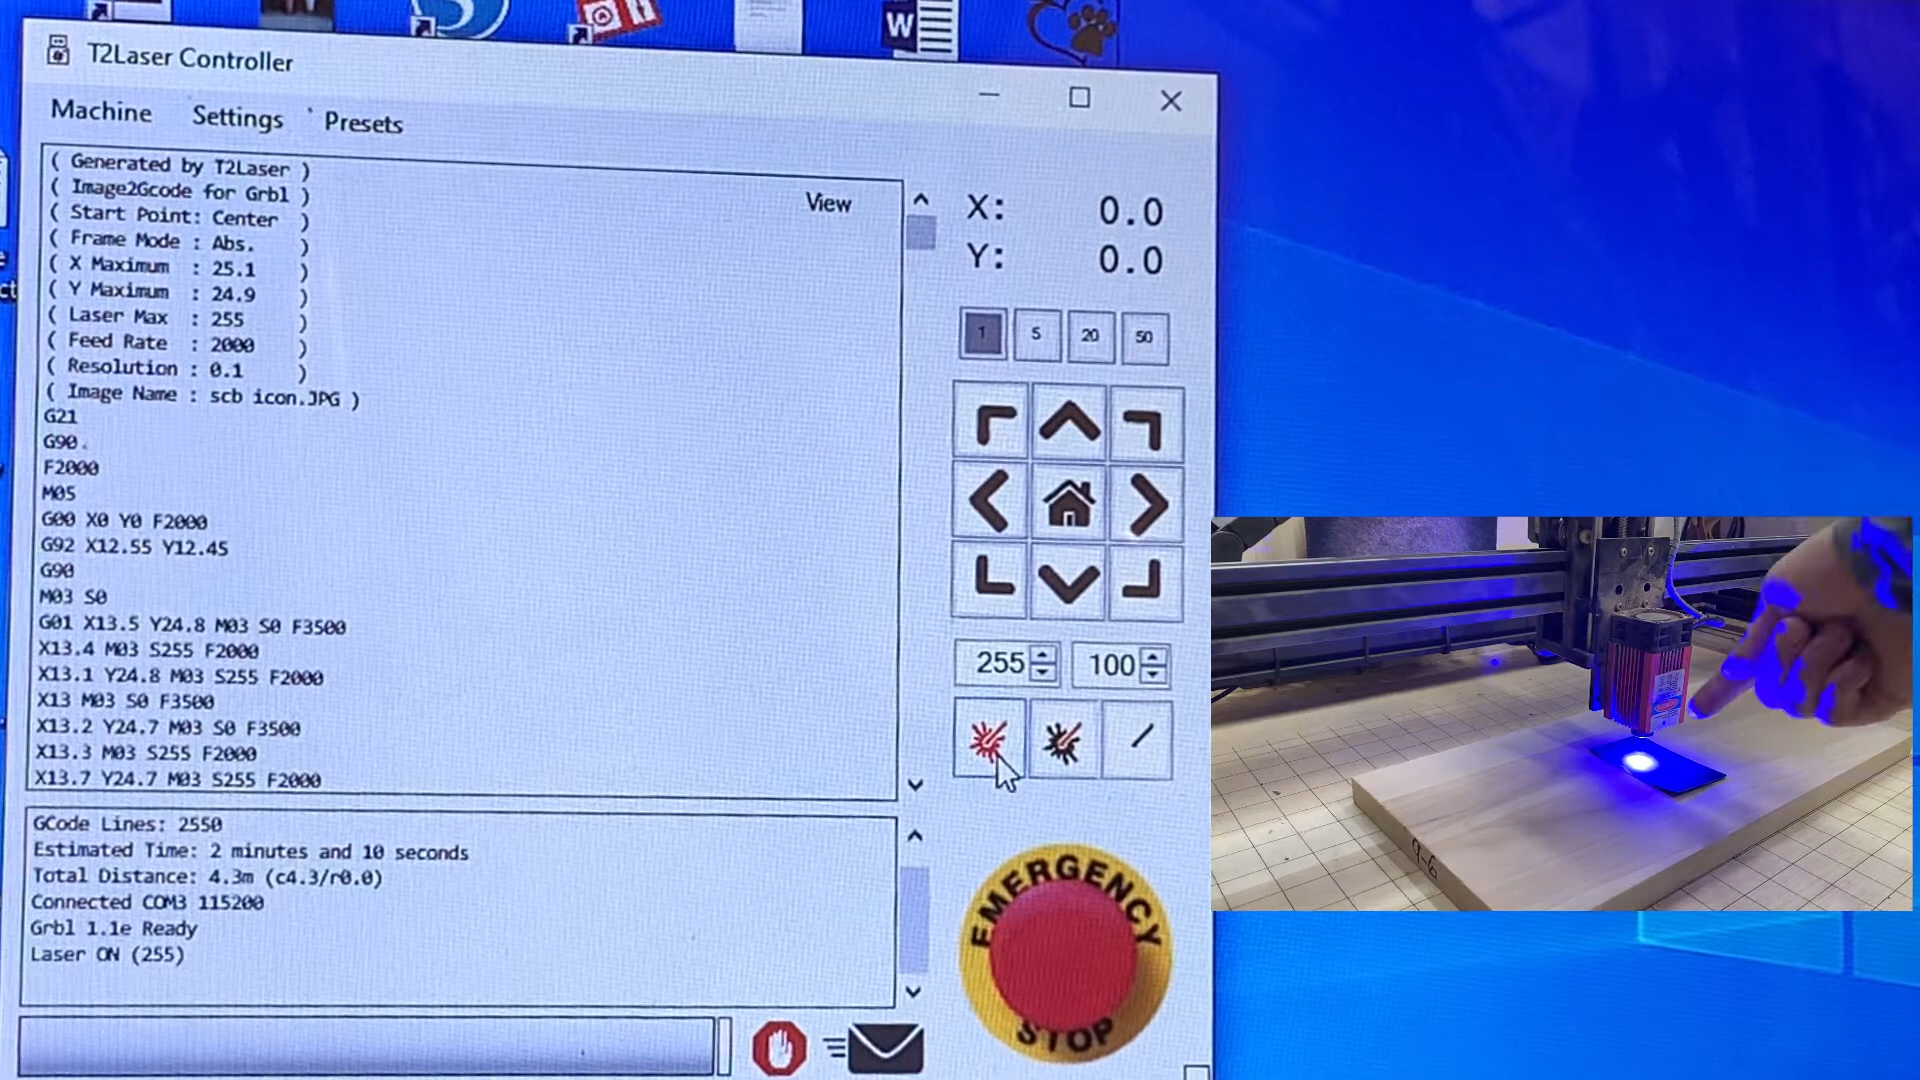 T2Laser Controller
Machine Settings Presets
( Generated by T2Laser )
( Image2Gcode for Grbl )
( Start Point: Center )
( Frame Mode : Abs. )
( X Maximum : 25.1 )
( Y Maximum : 24.9 )
( Laser Max : 255 )
( Feed Rate : 2000 )
( Resolution : 0.1 )
( Image Name : scb icon.JPG )
G21
G90
F2000
M05
G00 X0 Y0 F2000
G92 X12.55 Y12.45
G90
M03 S0
G01 X13.5 Y24.8 M03 S0 F3500
X13.4 M03 S255 F2000
X13.1 Y24.8 M03 S255 F2000
X13 M03 S0 F3500
X13.2 Y24.7 M03 S0 F3500
X13.3 M03 S255 F2000
X13.7 Y24.7 M03 S255 F2000
View
X: 0.0
Y: 0.0
1 5 20 50
255 100
GCode Lines: 2550
Estimated Time: 2 minutes and 10 seconds
Total Distance: 4.3m (c4.3/r0.0)
Connected COM3 115200
Grbl 1.1e Ready
Laser ON (255)
EMERGENCY
STOP
W
9-6